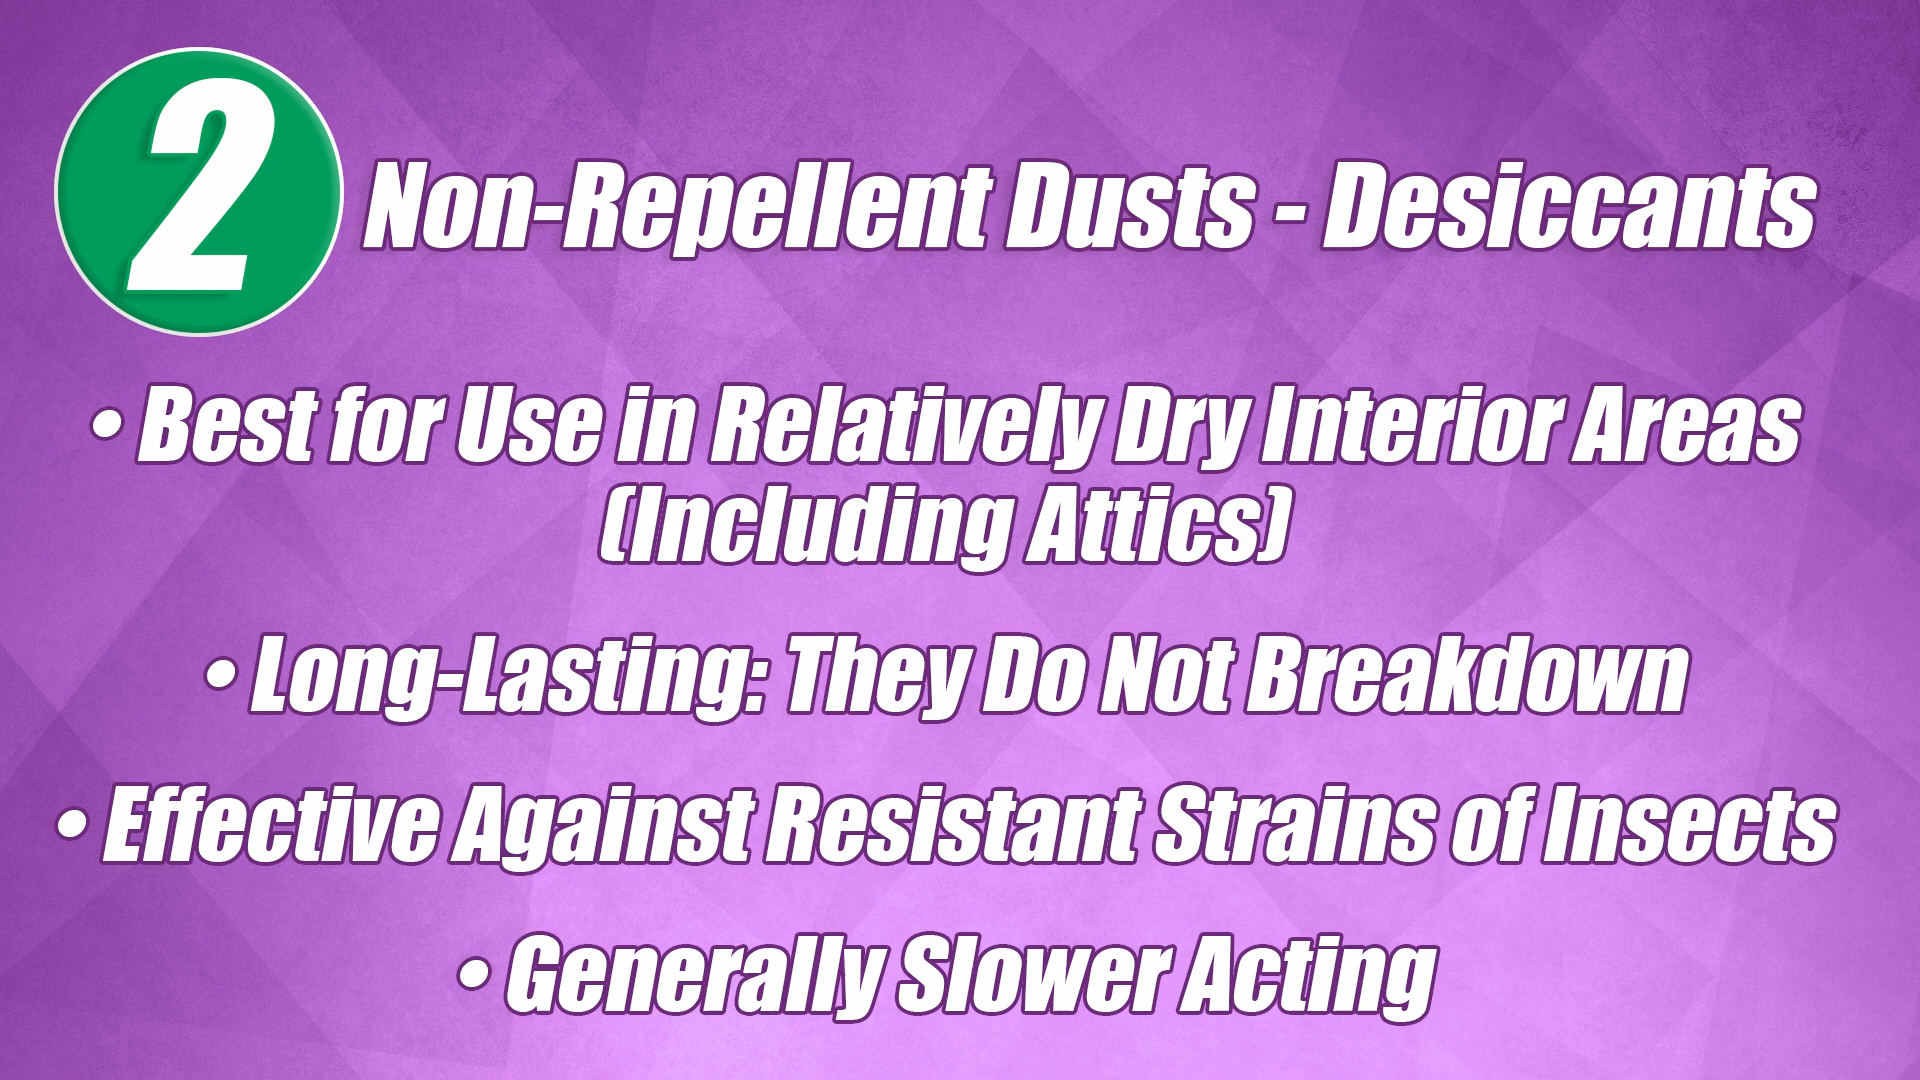 2
Non-Repellent Dusts - Desiccants
• Best for Use in Relatively Dry Interior Areas
(Including Attics)
• Long-Lasting: They Do Not Breakdown
• Effective Against Resistant Strains of Insects
• Generally Slower Acting